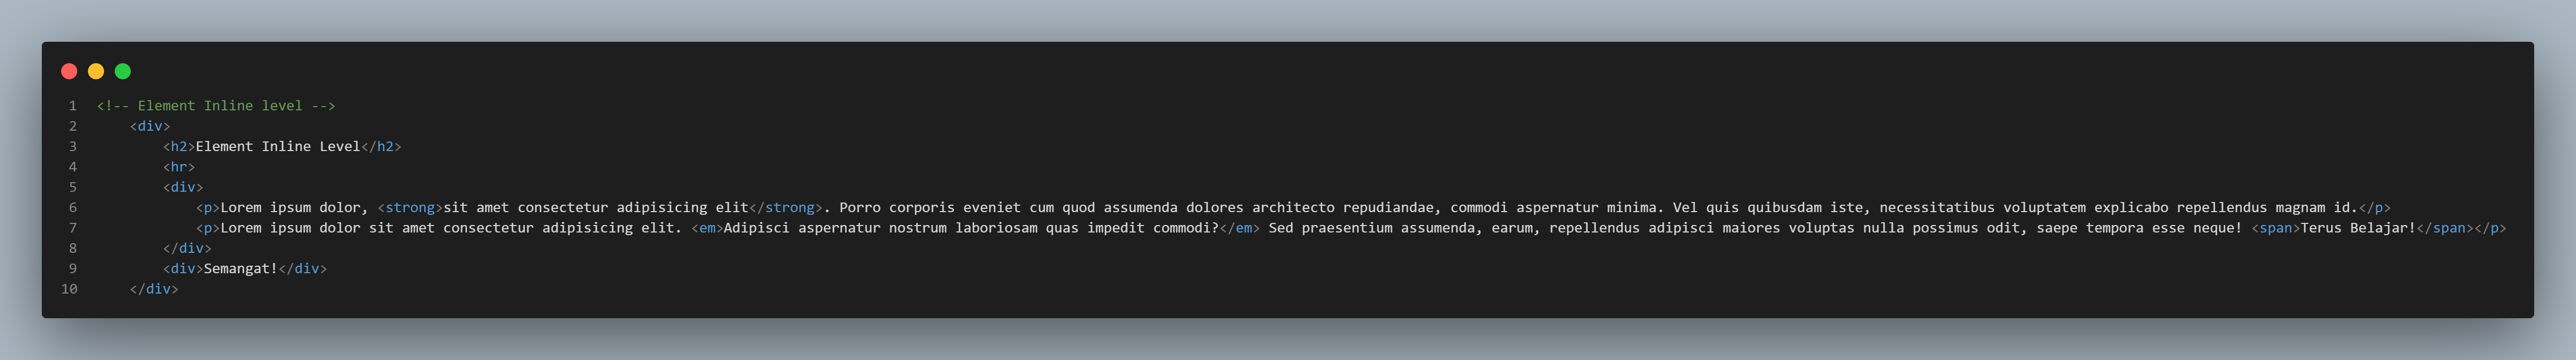 1 <!-- Element Inline level -->
2 <div>
3 <h2>Element Inline Level</h2>
4 <hr>
5 <div>
6 <p>Lorem ipsum dolor, <strong>sit amet consectetur adipisicing elit</strong>. Porro corporis eveniet cum quod assumenda dolores architecto repudiandae, commodi aspernatur minima. Vel quis quibusdam iste, necessitatibus voluptatem explicabo repellendus magnam id.</p>
7 <p>Lorem ipsum dolor sit amet consectetur adipisicing elit. <em>Adipisci aspernatur nostrum laboriosam quas impedit commodi?</em> Sed praesentium assumenda, earum, repellendus adipisci maiores voluptas nulla possimus odit, saepe tempora esse neque! <span>Terus Belajar!</span></p>
8 </div>
9 <div>Semangat!</div>
10 </div>